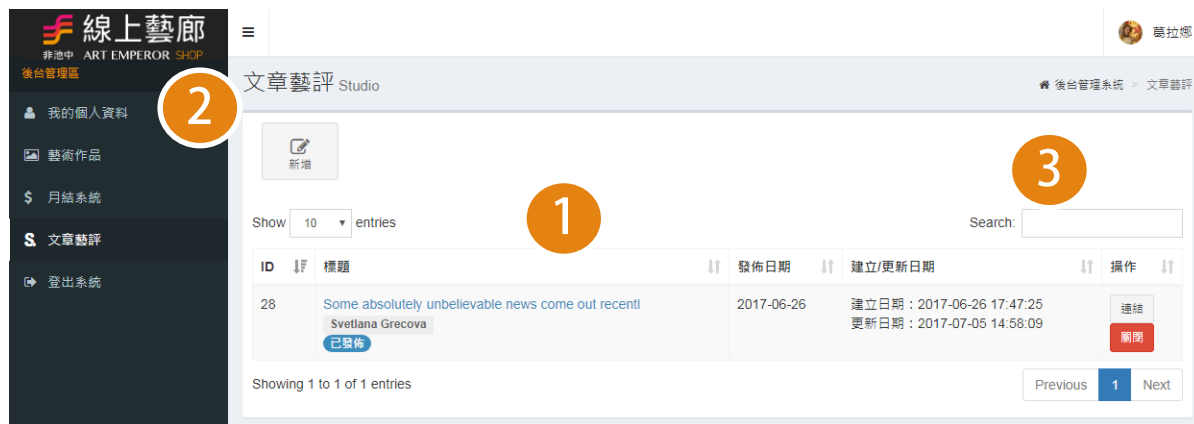 線上藝廊
非池中 ART EMPEROR SHOP
葛拉娜
後台管理區
2
我的個人資料
藝術作品
$ 月結系統
S. 文章藝評
登出系統
文章藝評 Studio
後台管理系統 > 文章藝評
新增
3
1
Show 10 entries
Search:
ID 標題 發佈日期 建立/更新日期 操作
28 Some absolutely unbelievable news come out recentl 2017-06-26 建立日期：2017-06-26 17:47:25 連結
Svetlana Grecova 更新日期：2017-07-05 14:58:09
已發佈 關閉
Showing 1 to 1 of 1 entries
Previous 1 Next